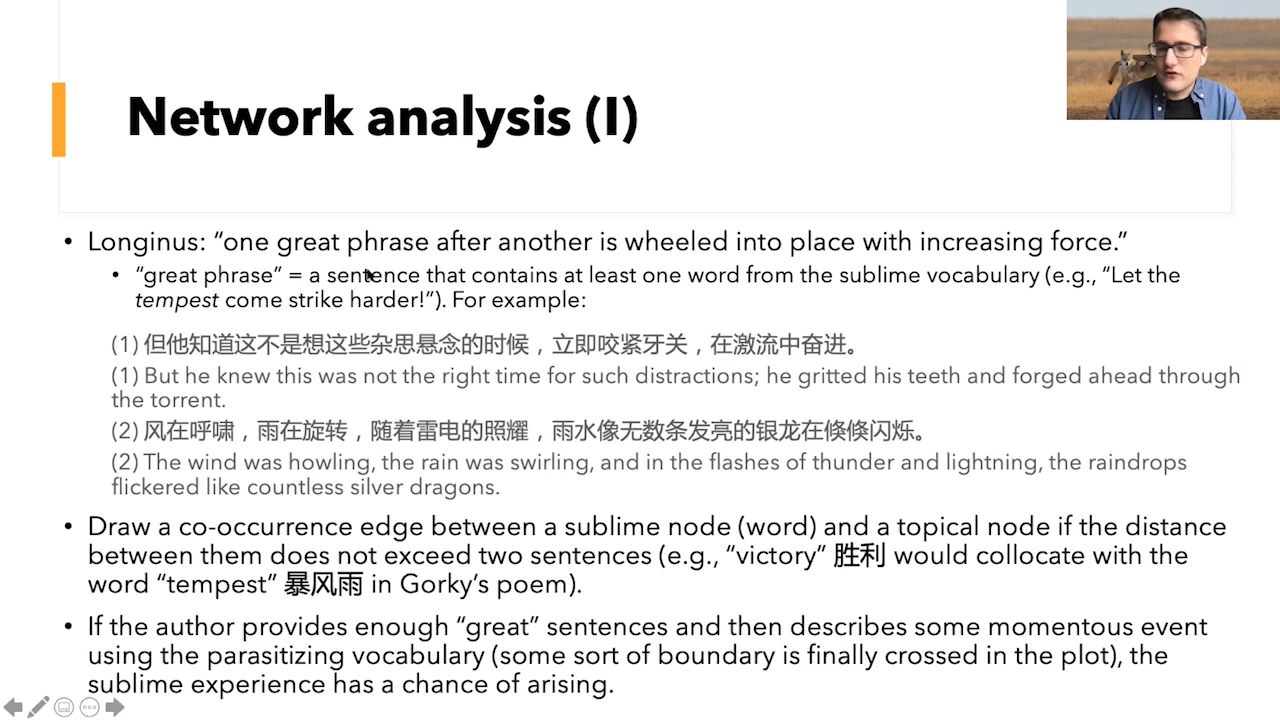 Network analysis (I)
• Longinus: “one great phrase after another is wheeled into place with increasing force.”
• “great phrase” = a sentence that contains at least one word from the sublime vocabulary (e.g., “Let the
tempest come strike harder!”). For example:
(1) 但他知道这不是想这些杂思悬念的时候，立即咬紧牙关，在激流中奋进。
(1) But he knew this was not the right time for such distractions; he gritted his teeth and forged ahead through
the torrent.
(2) 风在呼啸，雨在旋转，随着雷电的照耀，雨水像无数条发亮的银龙在倏倏闪烁。
(2) The wind was howling, the rain was swirling, and in the flashes of thunder and lightning, the raindrops
flickered like countless silver dragons.
• Draw a co-occurrence edge between a sublime node (word) and a topical node if the distance
between them does not exceed two sentences (e.g., “victory” 胜利 would collocate with the
word “tempest” 暴风雨 in Gorky’s poem).
• If the author provides enough “great” sentences and then describes some momentous event
using the parasitizing vocabulary (some sort of boundary is finally crossed in the plot), the
sublime experience has a chance of arising.